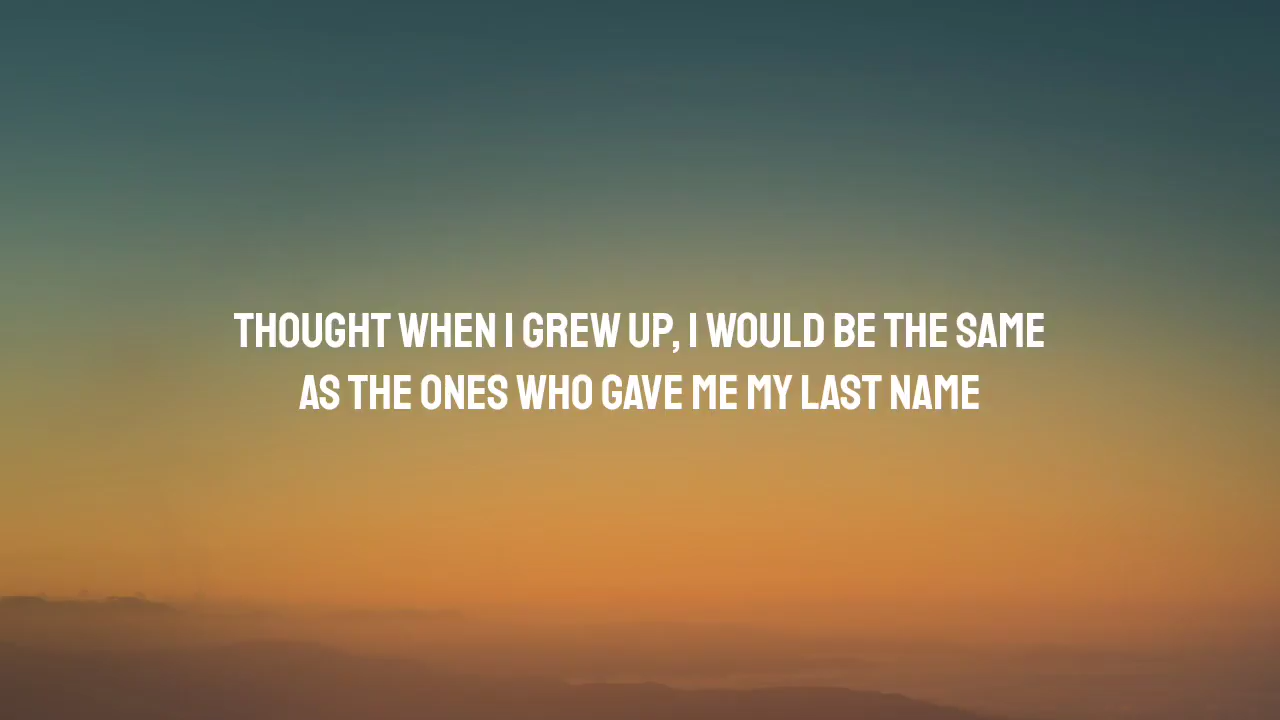 THOUGHT WHEN I GREW UP, I WOULD BE THE SAME
AS THE ONES WHO GAVE ME MY LAST NAME